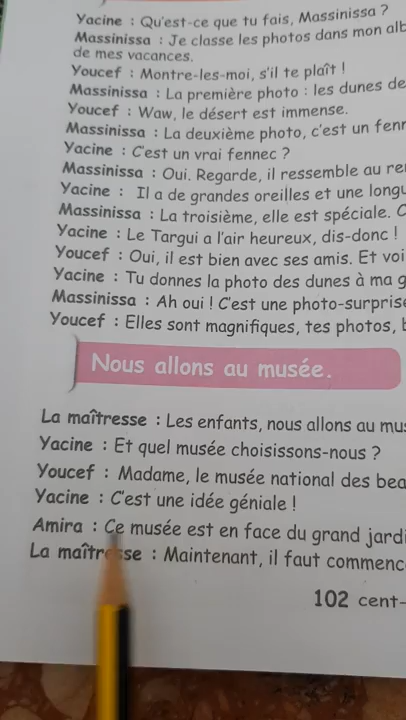 Yacine : Qu'est-ce que tu fais, Massinissa ?
Massinissa : Je classe les photos dans mon alb
de mes vacances.
Youcef : Montre-les-moi, s'il te plaît !
Massinissa : La première photo : les dunes de
Youcef : Waw, le désert est immense.
Massinissa : La deuxième photo, c'est un fenn
Yacine : C'est un vrai fennec ?
Massinissa : Oui. Regarde, il ressemble au re
Yacine : Il a de grandes oreilles et une longu
Massinissa : La troisième, elle est spéciale. C
Yacine : Le Targui a l'air heureux, dis-donc !
Youcef : Oui, il est bien avec ses amis. Et voi
Yacine : Tu donnes la photo des dunes à ma g
Massinissa : Ah oui ! C'est une photo-surprise
Youcef : Elles sont magnifiques, tes photos,
Nous allons au musée.
La maîtresse : Les enfants, nous allons au mus
Yacine : Et quel musée choisissons-nous ?
Youcef : Madame, le musée national des bea
Yacine : C'est une idée géniale !
Amira : Ce musée est en face du grand jardi
La maîtresse : Maintenant, il faut commenc
102 cent-